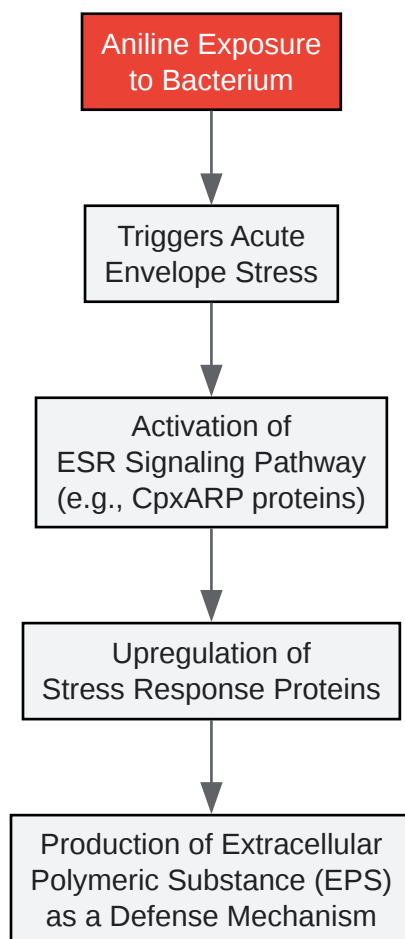 Aniline Exposure
to Bacterium
Triggers Acute
Envelope Stress
Activation of
ESR Signaling Pathway
(e.g., CpxARP proteins)
Upregulation of
Stress Response Proteins
Production of Extracellular
Polymeric Substance (EPS)
as a Defense Mechanism